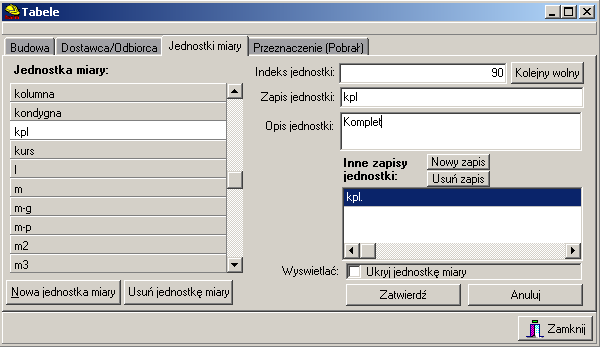 Tabele
Budowa
Dostawca/Odbiorca
Jednostki miary
Przeznaczenie (Pobrał)
Jednostka miary:
kolumna
kondygna
kpl
kurs
l
m
m-g
m-p
m2
m3
Nowa jednostka miary
Usuń jednostkę miary
Indeks jednostki:
90
Kolejny wolny
Zapis jednostki:
kpl
Opis jednostki:
Komplet
Inne zapisy
jednostki:
Nowy zapis
Usuń zapis
kpl.
Wyswietlać:
Ukryj jednostkę miary
Zatwierdź
Anuluj
Zamknij